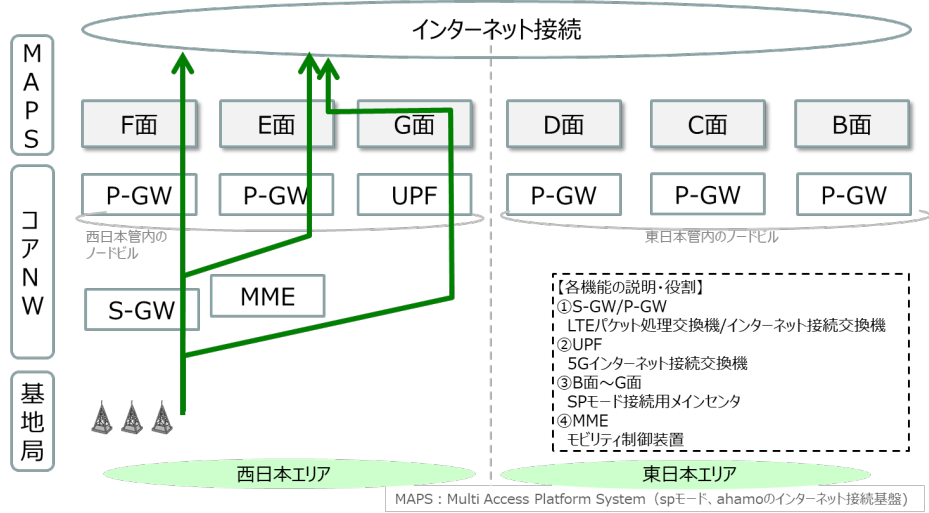 インターネット接続
MAPS
F面
E面
G面
D面
C面
B面
コアNW
P-GW
P-GW
UPF
P-GW
P-GW
P-GW
西日本管内の
ノードビル
東日本管内のノードビル
S-GW
MME
【各機能の説明・役割】
①S-GW/P-GW
LTEパケット処理交換機/インターネット接続交換機
②UPF
5Gインターネット接続交換機
③B面～G面
SPモード接続用メインセンタ
④MME
モビリティ制御装置
基地局
西日本エリア
東日本エリア
MAPS：Multi Access Platform System（spモード、ahamoのインターネット接続基盤)